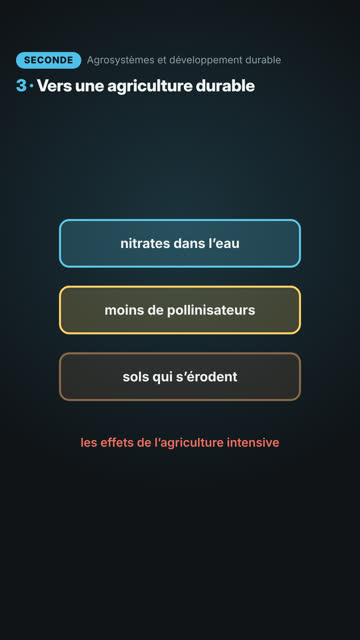 SECONDE Agrosystèmes et développement durable
3 · Vers une agriculture durable
nitrates dans l’eau
moins de pollinisateurs
sols qui s’érodent
les effets de l’agriculture intensive